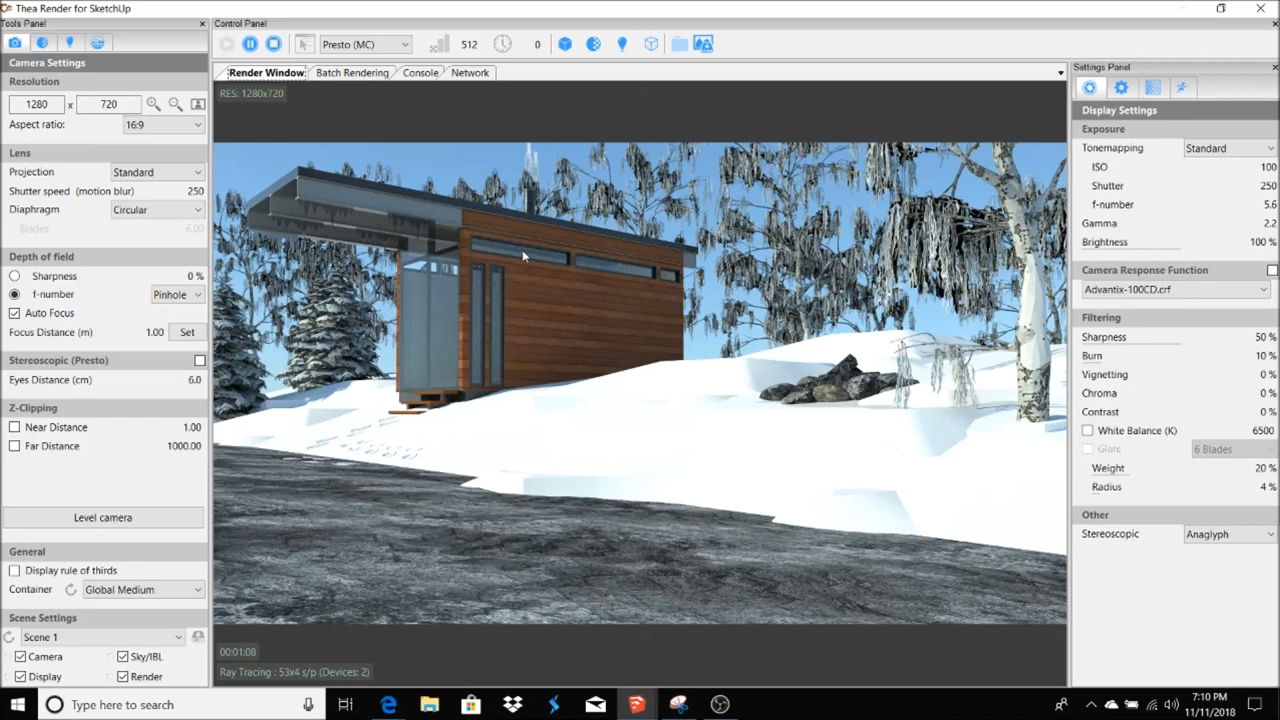 Thea Render for SketchUp
Tools Panel
Camera Settings
Resolution
1280 x 720
Aspect ratio: 16:9
Lens
Projection Standard
Shutter speed (motion blur) 250
Diaphragm Circular
Blades 6.00
Depth of field
Sharpness 0 %
f-number Pinhole
Auto Focus
Focus Distance (m) 1.00 Set
Stereoscopic (Presto)
Eyes Distance (cm) 6.0
Z-Clipping
Near Distance 1.00
Far Distance 1000.00
Level camera
General
Display rule of thirds
Container Global Medium
Scene Settings
Scene 1
Camera Sky/IBL
Display Render
Control Panel
Presto (MC) 512 0
Render Window Batch Rendering Console Network
RES: 1280x720
00:01:08
Ray Tracing : 53x4 s/p (Devices: 2)
Settings Panel
Display Settings
Exposure
Tonemapping Standard
ISO 100
Shutter 250
f-number 5.6
Gamma 2.2
Brightness 100 %
Camera Response Function
Advantix-100CD.crf
Filtering
Sharpness 50 %
Burn 10 %
Vignetting 0 %
Chroma 0 %
Contrast 0 %
White Balance (K) 6500
Glare 6 Blades
Weight 20 %
Radius 4 %
Other
Stereoscopic Anaglyph
Type here to search
7:10 PM
11/11/2018